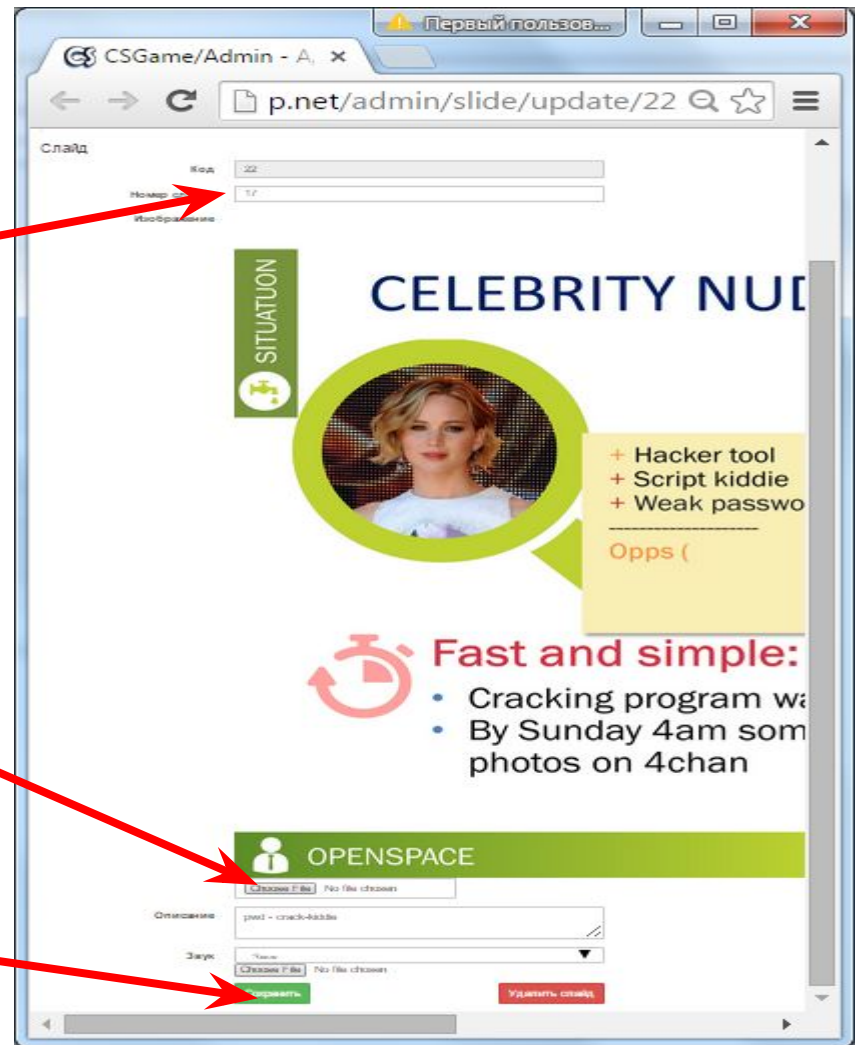 Первый пользов...
CSGame/Admin - A,
p.net/admin/slide/update/22
Слайд
Код 22
Номер 17
Изображение
SITUATUON
CELEBRITY NUD
+ Hacker tool
+ Script kiddie
+ Weak passwo
--------------------
Opps (
Fast and simple:
• Cracking program wa
• By Sunday 4am som
photos on 4chan
OPENSPACE
Choose File No file chosen
Описание pwd - crack-kiddie
Звук
Choose File No file chosen
Сохранить Удалить слайд